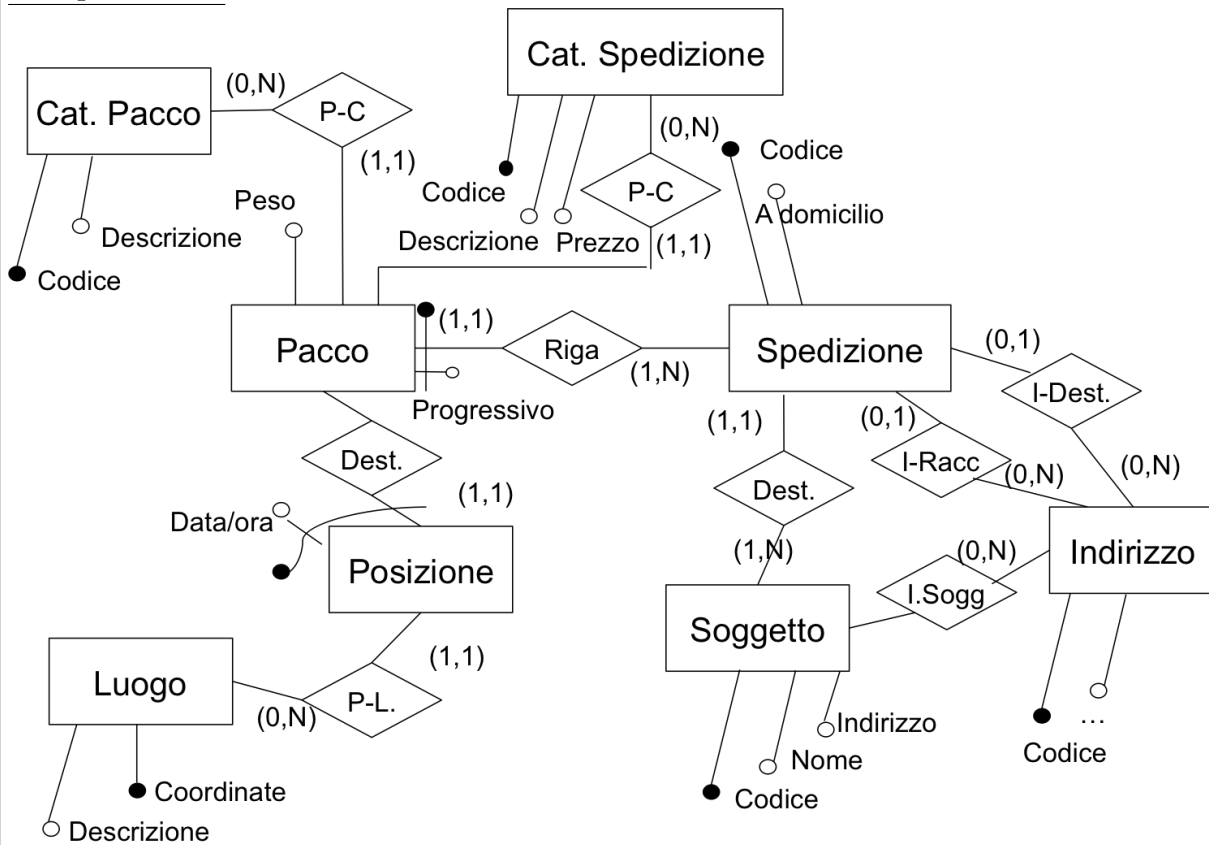 Cat. Spedizione
(0,N)
Cat. Pacco
P-C
(0,N)
Codice
(1,1)
P-C
Codice
Peso
A domicilio
Descrizione
Descrizione
Prezzo
(1,1)
Codice
(1,1)
(0,1)
Pacco
Riga
Spedizione
(1,N)
I-Dest.
Progressivo
(1,1)
(0,1)
Dest.
I-Racc
(0,N)
(0,N)
(1,1)
Dest.
Data/ora
(1,N)
(0,N)
Indirizzo
Posizione
I.Sogg
Soggetto
(1,1)
Luogo
P-L.
(0,N)
Indirizzo
...
Codice
Nome
Coordinate
Codice
Descrizione